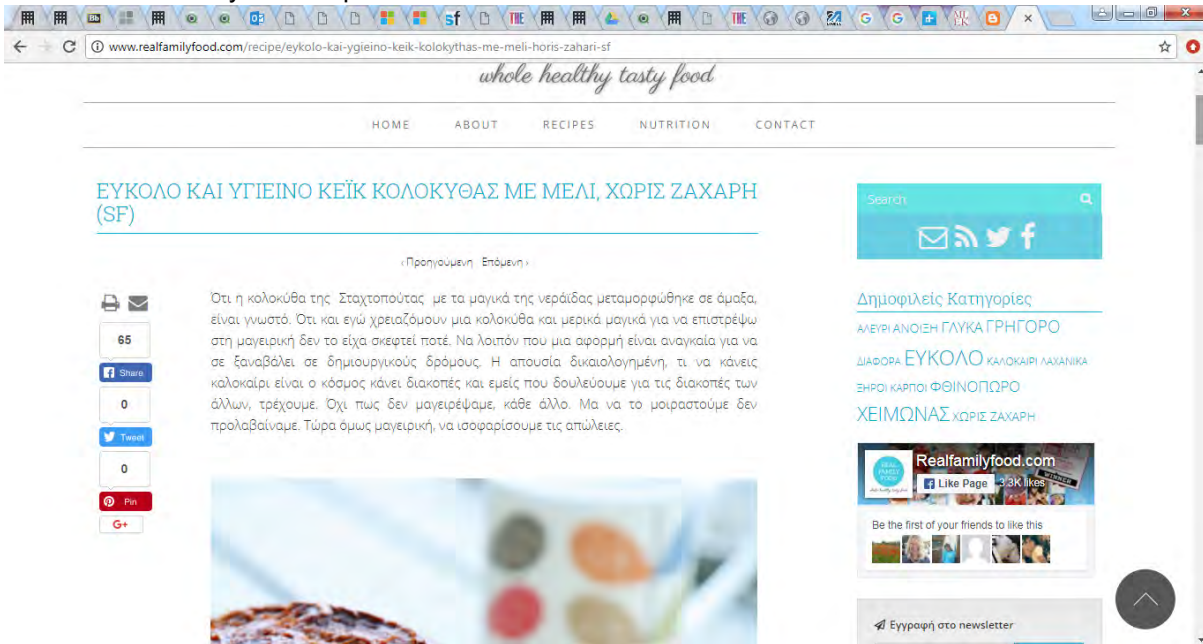 THE
sf
THE
www.realfamilyfood.com/recipe/eykolo-kai-ygieino-keik-kolokythas-me-meli-horis-zahari-sf
whole healthy tasty food
HOME ABOUT RECIPES NUTRITION CONTACT
ΕΥΚΟΛΟ ΚΑΙ ΥΓΙΕΙΝΟ ΚΕΪΚ ΚΟΛΟΚΥΘΑΣ ΜΕ ΜΕΛΙ, ΧΩΡΙΣ ΖΑΧΑΡΗ
(SF)
‹ Προηγούμενη Επόμενη ›
Ότι η κολοκύθα της Σταχτοπούτας με τα μαγικά της νεράϊδας μεταμορφώθηκε σε άμαξα,
είναι γνωστό. Ότι και εγώ χρειαζόμουν μια κολοκύθα και μερικά μαγικά για να επιστρέψω
στη μαγειρική δεν το είχα σκεφτεί ποτέ. Να λοιπόν που μια αφορμή είναι αναγκαία για να
σε ξαναβάλει σε δημιουργικούς δρόμους. Η απουσία δικαιολογημένη, τι να κάνεις
καλοκαίρι είναι ο κόσμος κάνει διακοπές και εμείς που δουλεύουμε για τις διακοπές των
άλλων, τρέχουμε. Όχι πως δεν μαγειρέψαμε, κάθε άλλο. Μα να το μοιραστούμε δεν
προλαβαίναμε. Τώρα όμως μαγειρική, να ισοφαρίσουμε τις απώλειες.
65
Share
0
Tweet
0
Pin
G+
Search
Δημοφιλείς Κατηγορίες
ΑΛΕΥΡΙ ΑΝΟΙΞΗ ΓΛΥΚΑ ΓΡΗΓΟΡΟ
ΔΙΑΦΟΡΑ ΕΥΚΟΛΟ ΚΑΛΟΚΑΙΡΙ ΛΑΧΑΝΙΚΑ
ΞΗΡΟΙ ΚΑΡΠΟΙ ΦΘΙΝΟΠΩΡΟ
ΧΕΙΜΩΝΑΣ ΧΩΡΙΣ ΖΑΧΑΡΗ
REAL FAMILY FOOD
Realfamilyfood.com
Like Page 3.3K likes
WINNER
Be the first of your friends to like this
Εγγραφή στο newsletter